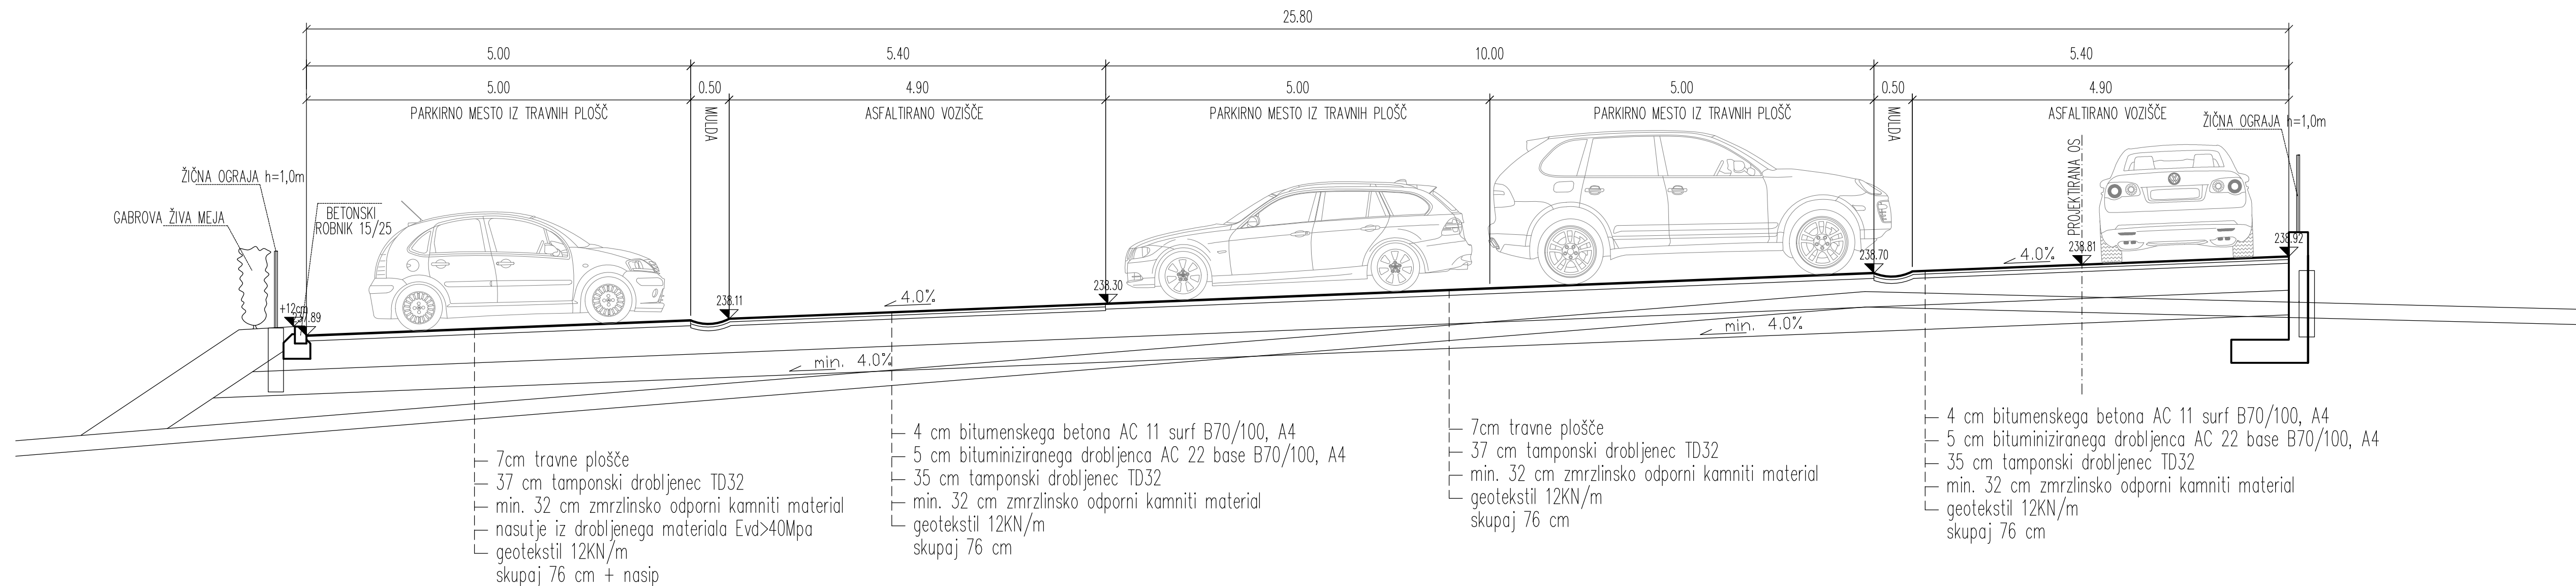 25.80
5.00 5.40 10.00 5.40
5.00 0.50 4.90 5.00 5.00 0.50 4.90
PARKIRNO MESTO IZ TRAVNIH PLOŠČ
MULDA
ASFALTIRANO VOZIŠČE
PARKIRNO MESTO IZ TRAVNIH PLOŠČ
PARKIRNO MESTO IZ TRAVNIH PLOŠČ
MULDA
ASFALTIRANO VOZIŠČE
ŽIČNA OGRAJA h=1,0m
PROJEKTIRANA OS
ŽIČNA OGRAJA h=1,0m
GABROVA ŽIVA MEJA
BETONSKI
ROBNIK 15/25
+12cm
237.89
238.11
4.0%
238.30
238.70
4.0%
238.81
238.92
min. 4.0%
min. 4.0%
7cm travne plošče
37 cm tamponski drobljenec TD32
min. 32 cm zmrzlinsko odporni kamniti material
nasutje iz drobljenega materiala Evd>40Mpa
geotekstil 12KN/m
skupaj 76 cm + nasip
4 cm bitumenskega betona AC 11 surf B70/100, A4
5 cm bituminiziranega drobljenca AC 22 base B70/100, A4
35 cm tamponski drobljenec TD32
min. 32 cm zmrzlinsko odporni kamniti material
geotekstil 12KN/m
skupaj 76 cm
7cm travne plošče
37 cm tamponski drobljenec TD32
min. 32 cm zmrzlinsko odporni kamniti material
geotekstil 12KN/m
skupaj 76 cm
4 cm bitumenskega betona AC 11 surf B70/100, A4
5 cm bituminiziranega drobljenca AC 22 base B70/100, A4
35 cm tamponski drobljenec TD32
min. 32 cm zmrzlinsko odporni kamniti material
geotekstil 12KN/m
skupaj 76 cm